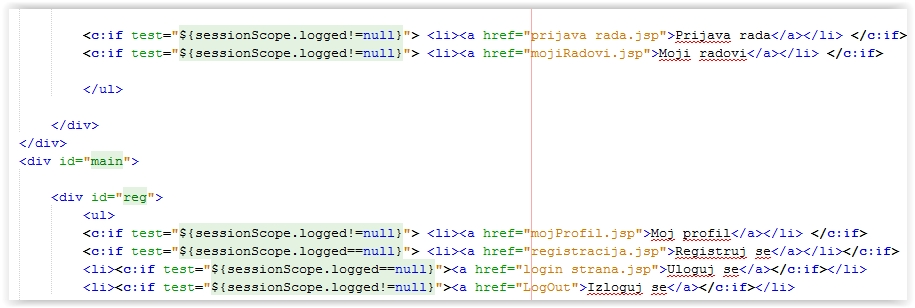 <c:if test="${sessionScope.logged!=null}"> <li><a href="prijava rada.jsp">Prijava rada</a></li> </c:if>
<c:if test="${sessionScope.logged!=null}"> <li><a href="mojiRadovi.jsp">Moji radovi</a></li> </c:if>
</ul>
</div>
</div>
<div id="main">
<div id="reg">
<ul>
<c:if test="${sessionScope.logged!=null}"> <li><a href="mojProfil.jsp">Moj profil</a></li> </c:if>
<c:if test="${sessionScope.logged==null}"> <li><a href="registracija.jsp">Registruj se</a></li></c:if>
<li><c:if test="${sessionScope.logged==null}"><a href="login strana.jsp">Uloguj se</a></c:if></li>
<li><c:if test="${sessionScope.logged!=null}"><a href="LogOut">Izloguj se</a></c:if></li>